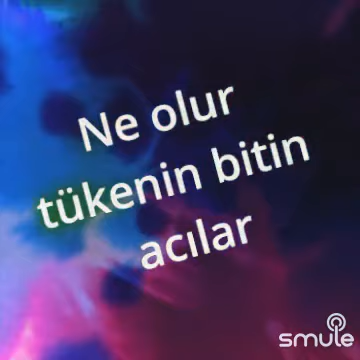 Ne olur
tükenin bitin
acılar
smule